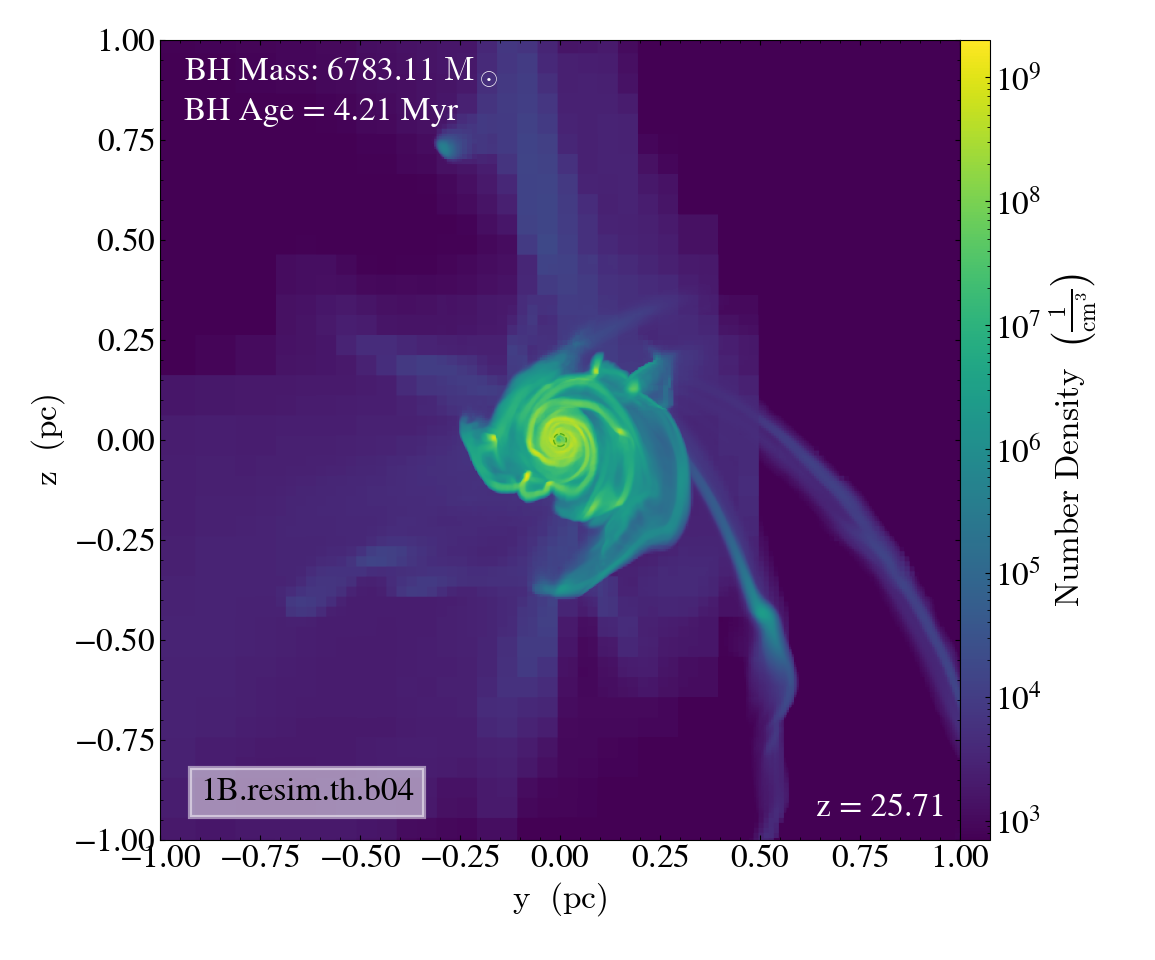 BH Mass: 6783.11 M⊙
BH Age = 4.21 Myr
1B.resim.th.b04
z = 25.71
1.00
0.75
0.50
0.25
0.00
−0.25
−0.50
−0.75
−1.00
−1.00 −0.75 −0.50 −0.25 0.00 0.25 0.50 0.75 1.00
y (pc)
z (pc)
10⁹
10⁸
10⁷
10⁶
10⁵
10⁴
10³
Number Density (1/cm³)